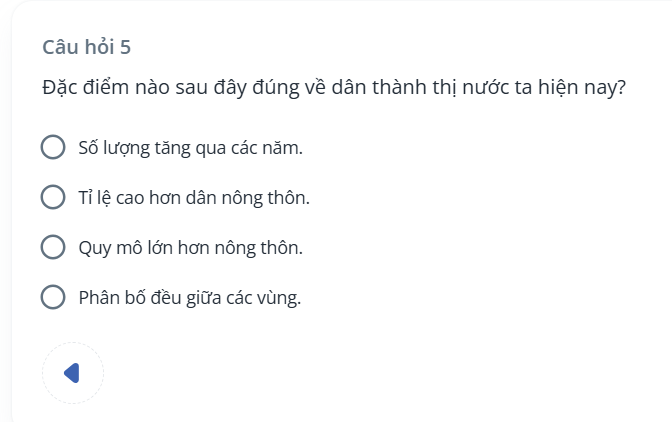 Câu hỏi 5
Đặc điểm nào sau đây đúng về dân thành thị nước ta hiện nay?
Số lượng tăng qua các năm.
Tỉ lệ cao hơn dân nông thôn.
Quy mô lớn hơn nông thôn.
Phân bố đều giữa các vùng.